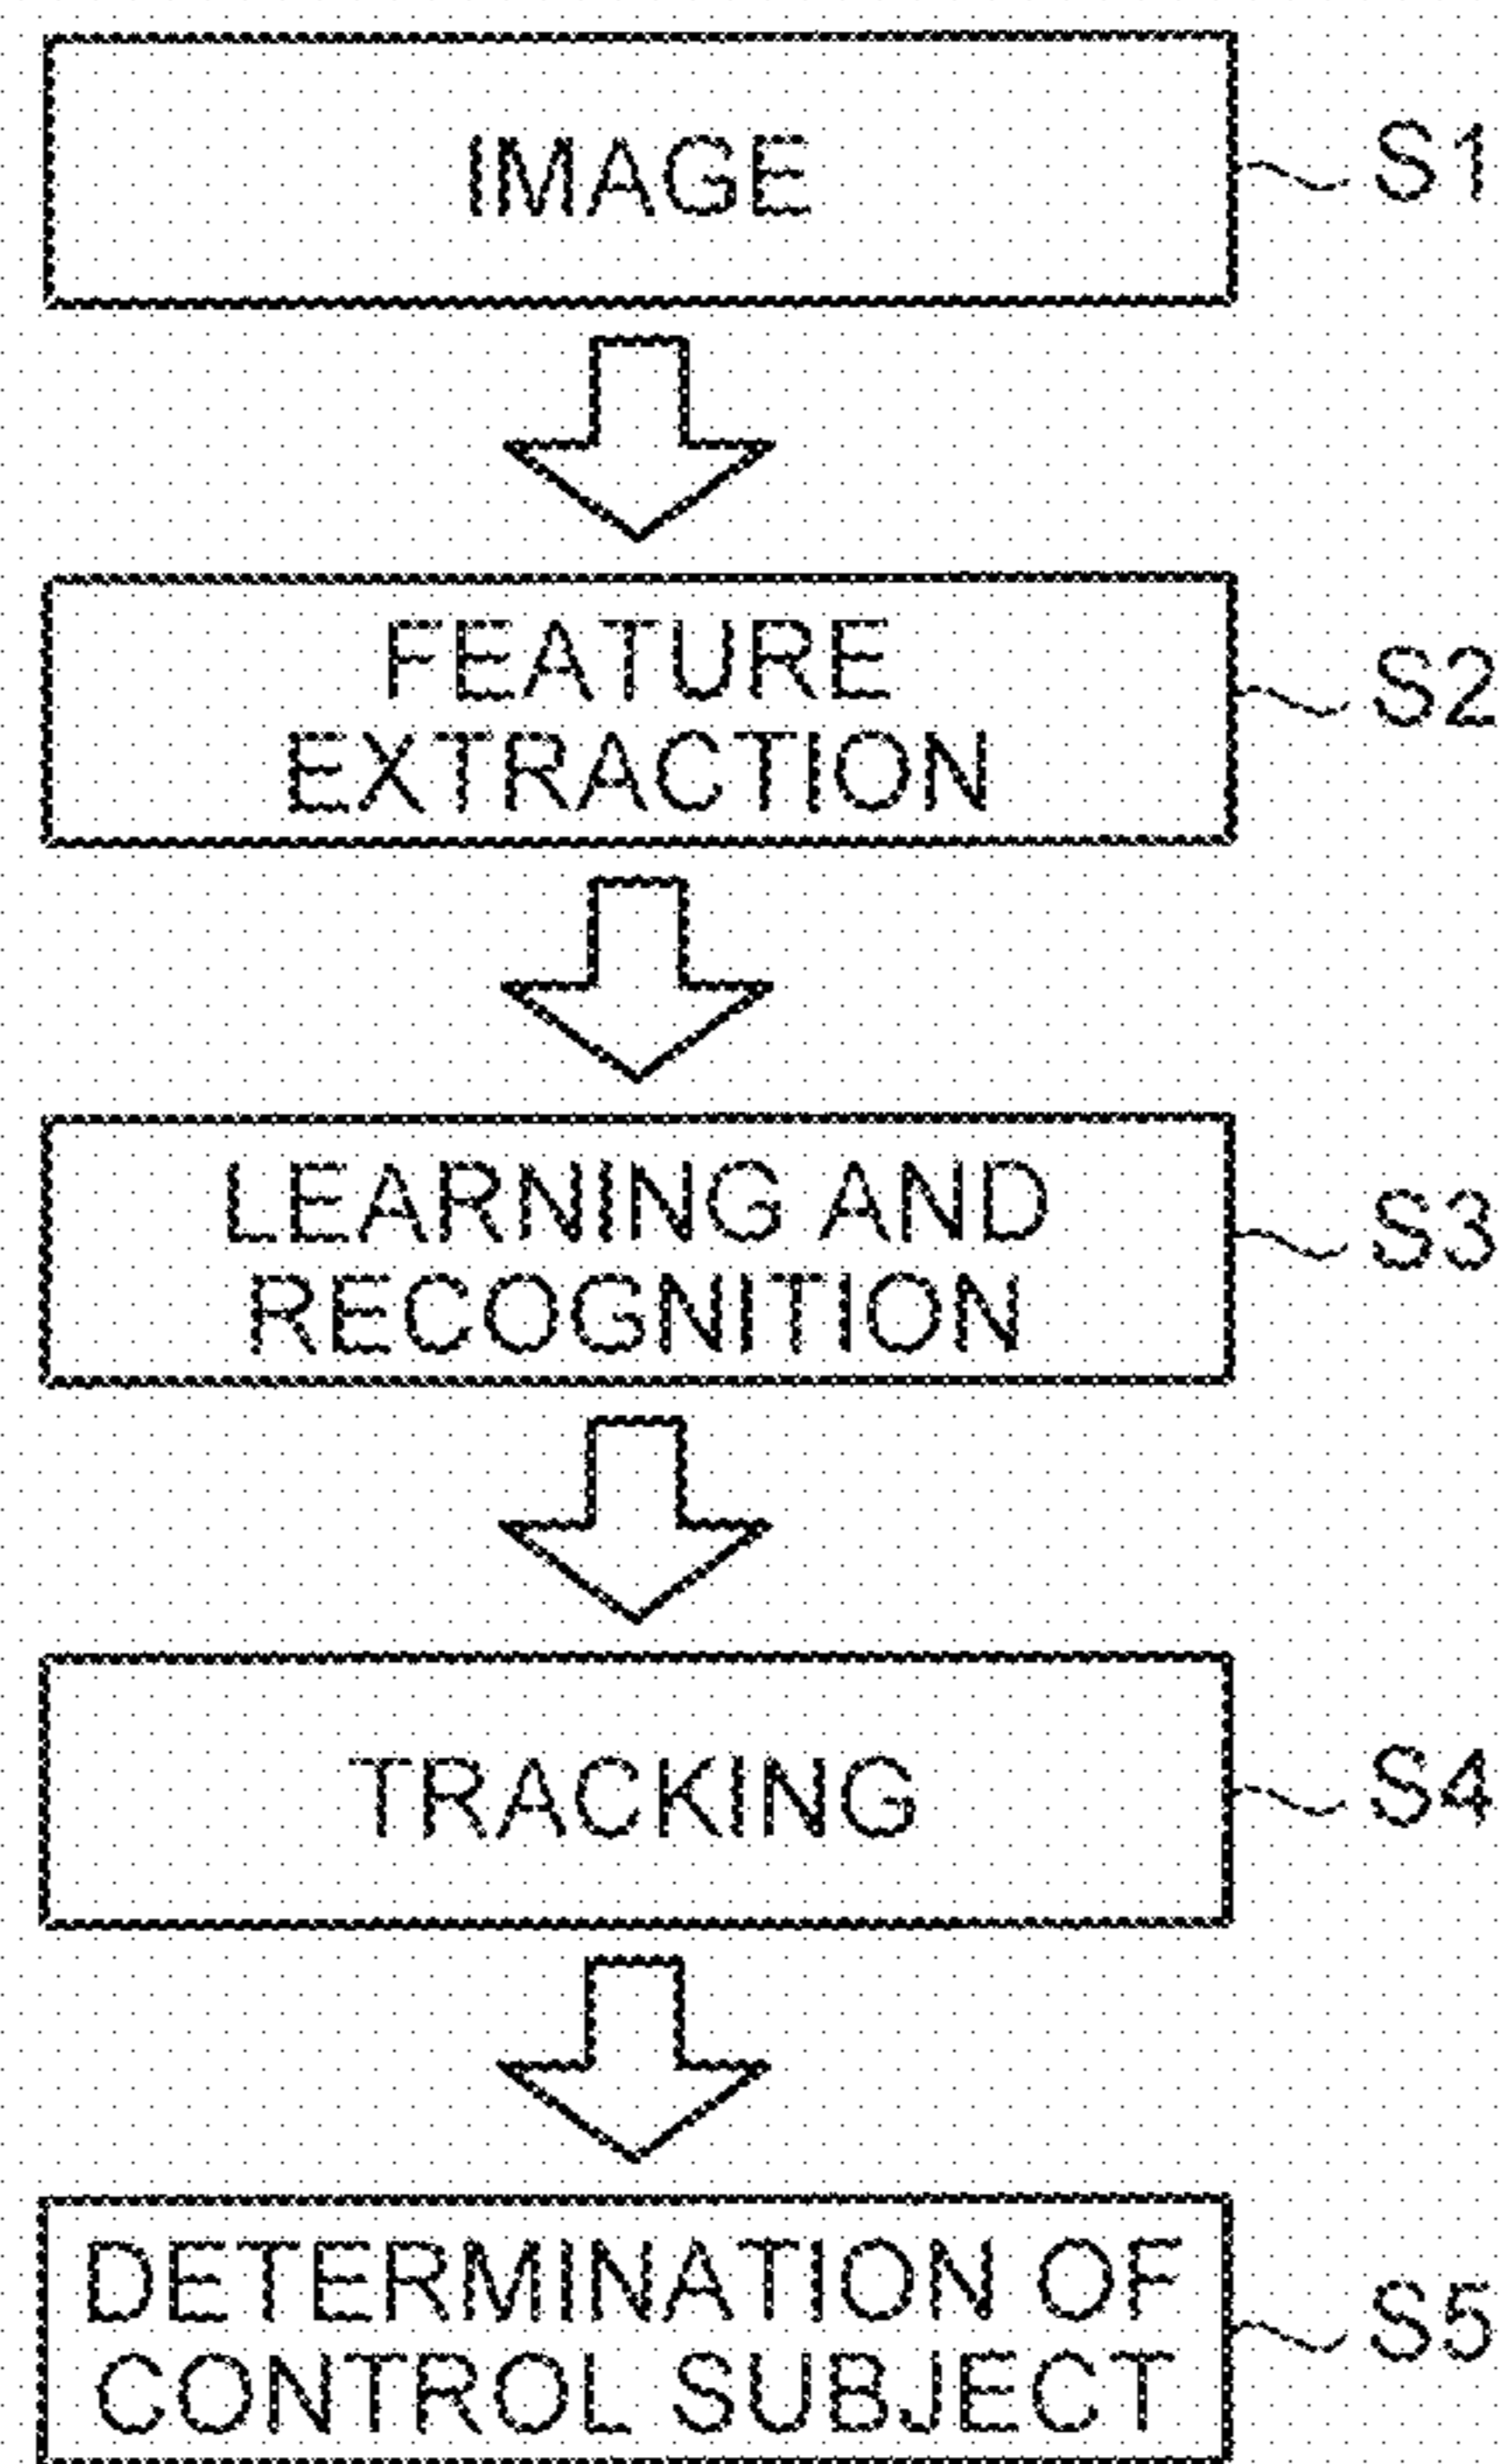 IMAGE
S1
FEATURE
EXTRACTION
S2
LEARNING AND
RECOGNITION
S3
TRACKING
S4
DETERMINATION OF
CONTROL SUBJECT
S5